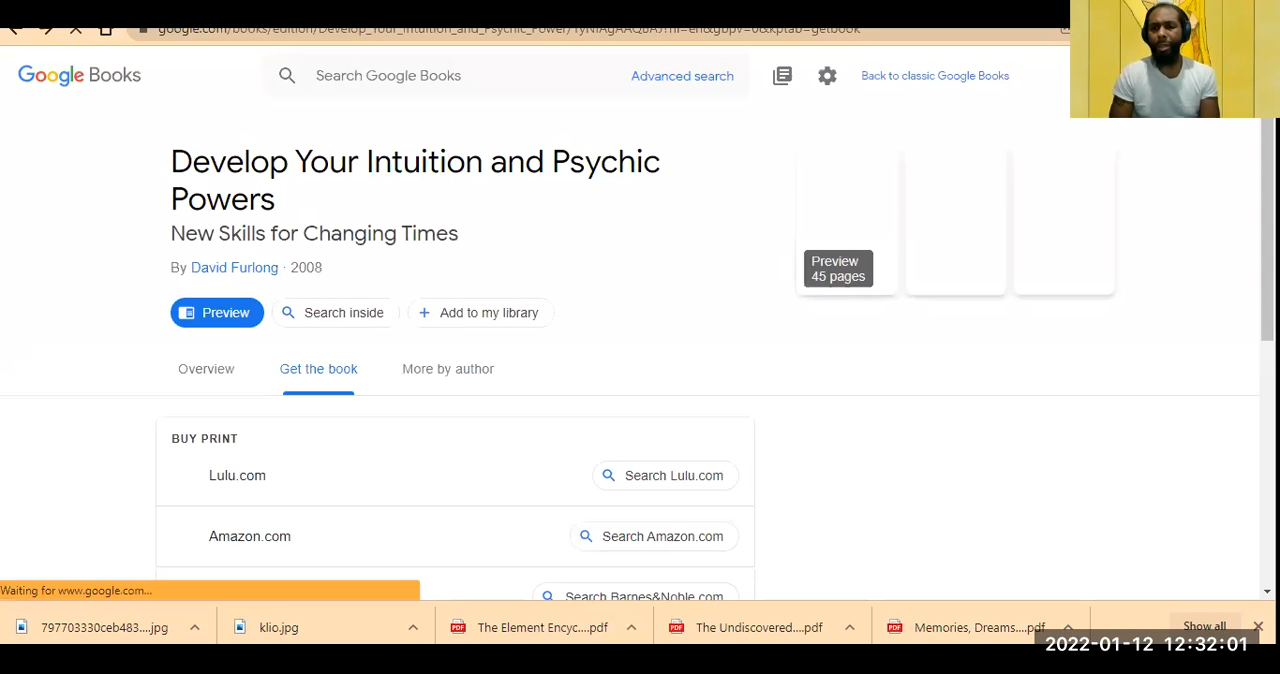 Google Books
Search Google Books
Advanced search
Back to classic Google Books
Develop Your Intuition and Psychic
Powers
New Skills for Changing Times
By David Furlong · 2008
Preview
45 pages
Preview
Search inside
Add to my library
Overview
Get the book
More by author
BUY PRINT
Lulu.com
Search Lulu.com
Amazon.com
Search Amazon.com
Search Barnes&Noble.com
Waiting for www.google.com...
797703330ceb483....jpg
klio.jpg
The Element Encyc....pdf
The Undiscovered....pdf
Memories, Dreams....pdf
Show all
2022-01-12 12:32:01